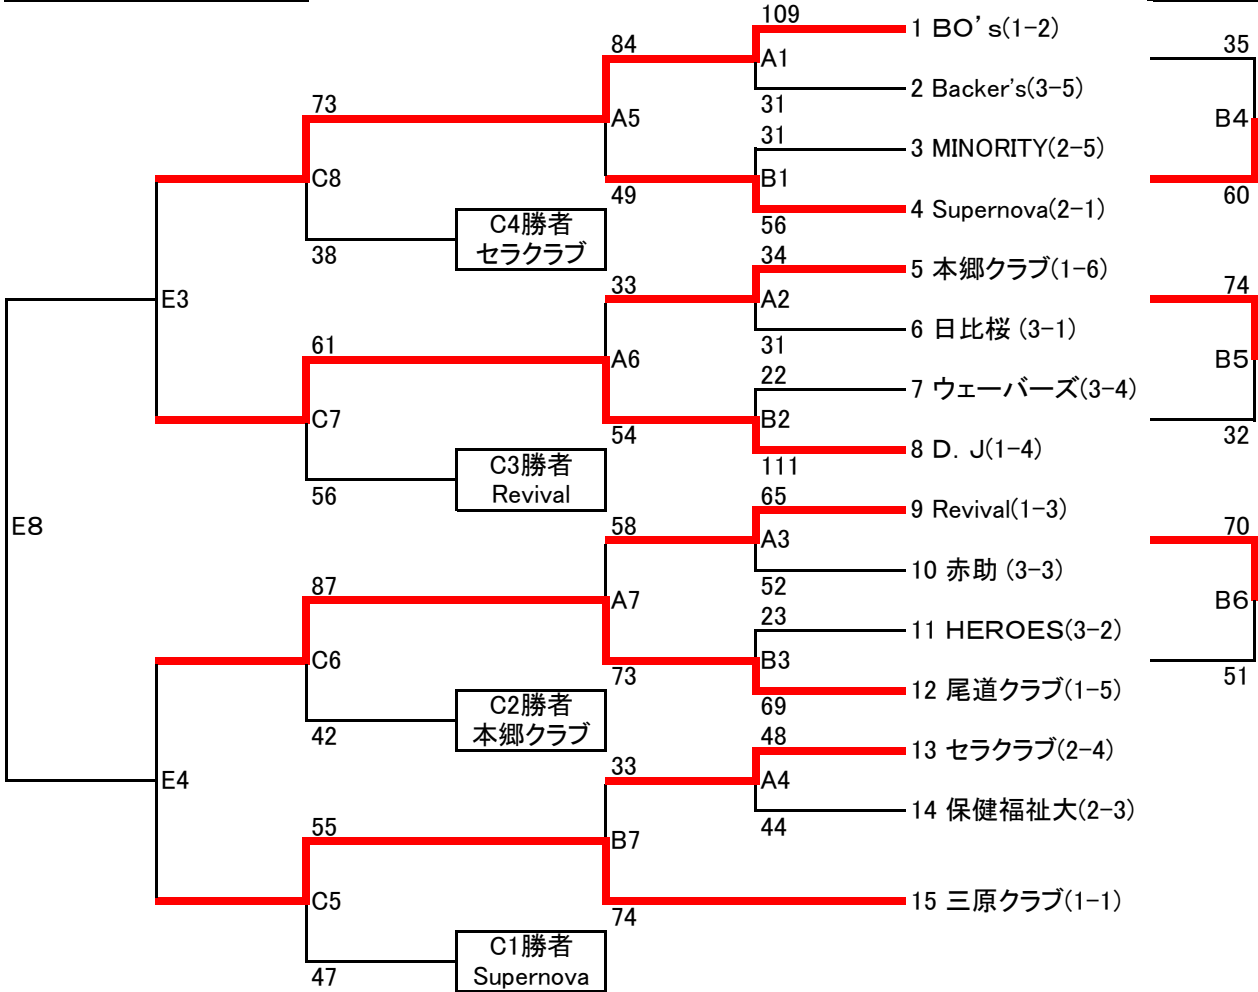 109
1 BO's(1-2)
84
35
A1
2 Backer's(3-5)
73
31
A5
B4
31
3 MINORITY(2-5)
C8
B1
49
60
4 Supernova(2-1)
C4勝者
セラクラブ
56
38
34
5 本郷クラブ(1-6)
33
74
E3
A2
6 日比桜 (3-1)
61
31
A6
B5
22
7 ウェーバーズ(3-4)
C7
B2
54
32
8 D. J(1-4)
C3勝者
Revival
111
56
65
9 Revival(1-3)
E8
58
70
A3
10 赤助 (3-3)
87
52
A7
B6
23
11 HEROES(3-2)
C6
B3
73
51
12 尾道クラブ(1-5)
C2勝者
本郷クラブ
69
42
48
13 セラクラブ(2-4)
33
E4
A4
14 保健福祉大(2-3)
55
44
B7
C5
15 三原クラブ(1-1)
74
C1勝者
Supernova
47